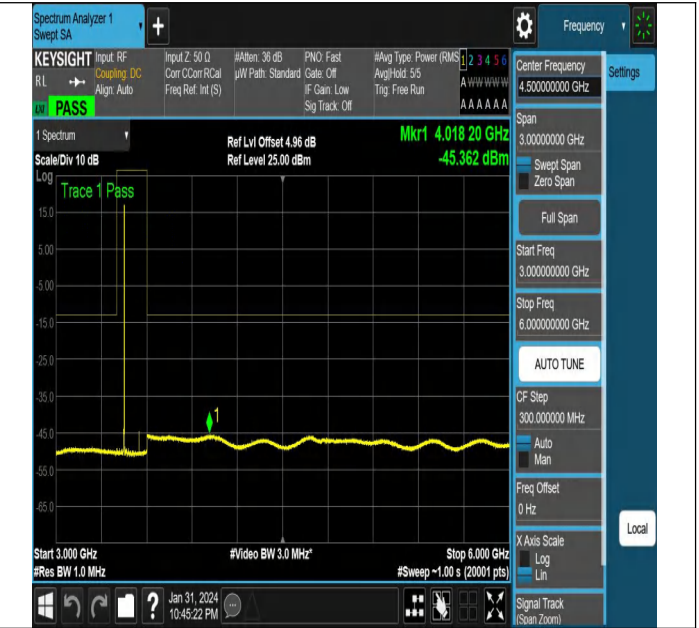 Spectrum Analyzer 1
Swept SA
+
Frequency
KEYSIGHT
RL
LXI PASS
Input: RF
Coupling: DC
Align: Auto
Input Z: 50 Ω
Corr CCorr RCal
Freq Ref: Int (S)
#Atten: 36 dB
µW Path: Standard
PNO: Fast
Gate: Off
IF Gain: Low
Sig Track: Off
#Avg Type: Power (RMS
Avg|Hold: 5/5
Trig: Free Run
1 2 3 4 5 6
A W W W W W
A A A A A A
Center Frequency
4.500000000 GHz
Settings
Span
3.00000000 GHz
Swept Span
Zero Span
Full Span
Start Freq
3.000000000 GHz
Stop Freq
6.000000000 GHz
AUTO TUNE
CF Step
300.000000 MHz
Auto
Man
Freq Offset
0 Hz
X Axis Scale
Log
Lin
Local
Signal Track
(Span Zoom)
1 Spectrum
Scale/Div 10 dB
Log
Ref Lvl Offset 4.96 dB
Ref Level 25.00 dBm
Mkr1 4.018 20 GHz
-45.362 dBm
Trace 1 Pass
15.0
5.00
-5.00
-15.0
-25.0
-35.0
-45.0
-55.0
-65.0
1
Start 3.000 GHz
#Res BW 1.0 MHz
#Video BW 3.0 MHz*
Stop 6.000 GHz
#Sweep ~1.00 s (20001 pts)
?
Jan 31, 2024
10:45:22 PM